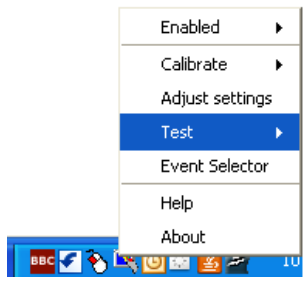 Enabled
Calibrate
Adjust settings
Test
Event Selector
Help
About
BBC
10